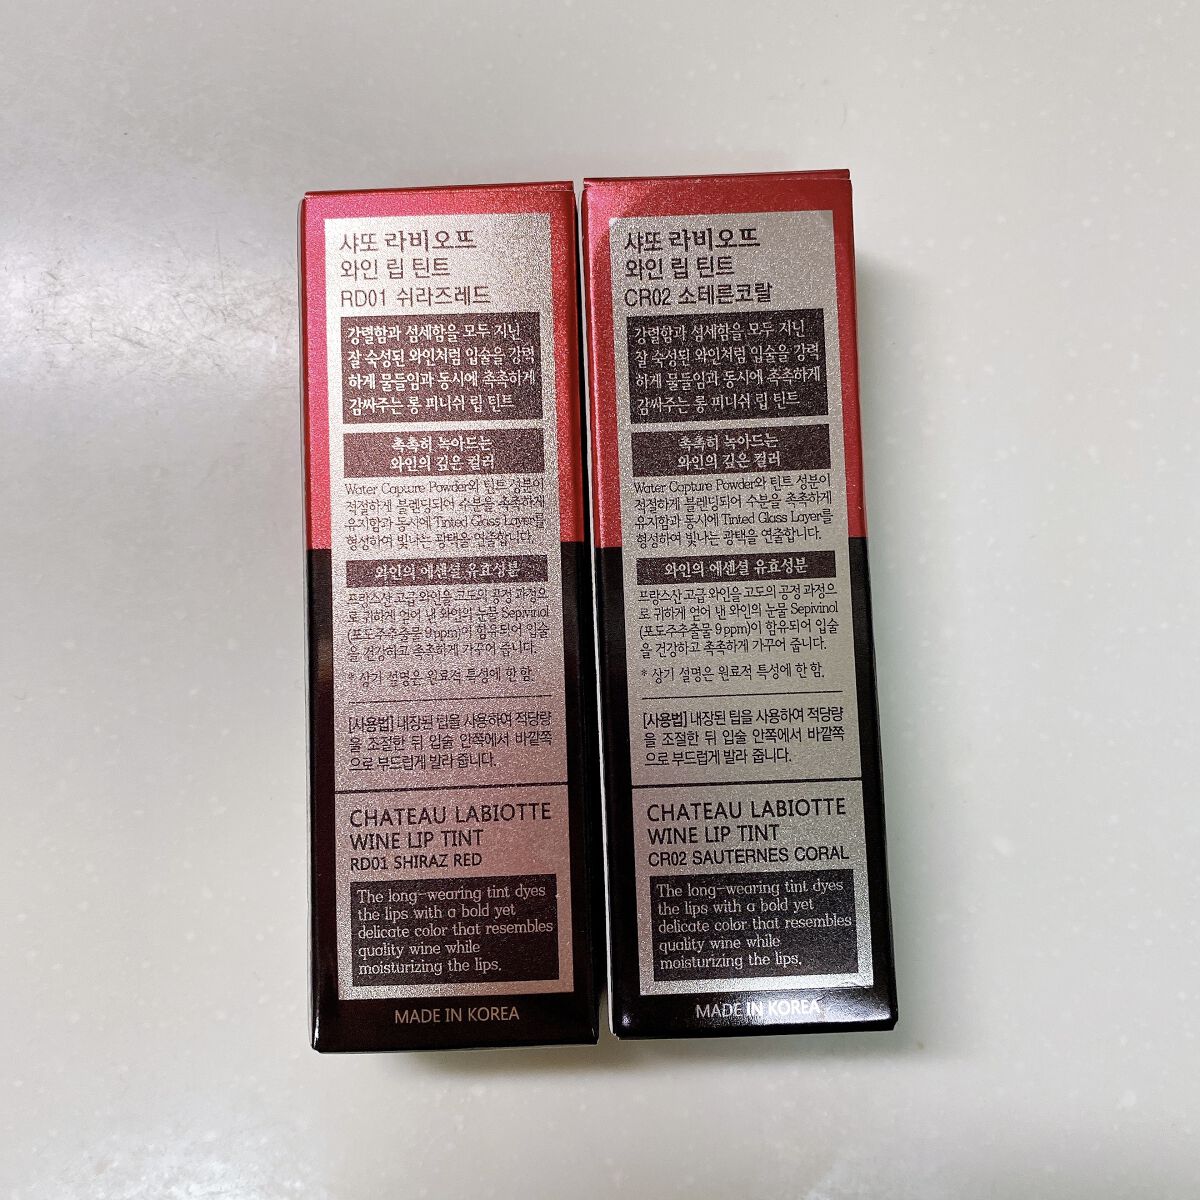 샤또 라비오뜨
와인 립 틴트
RD01 쉬라즈레드
강렬함과 섬세함을 모두 지닌
잘 숙성된 와인처럼 입술을 강력
하게 물들임과 동시에 촉촉하게
감싸주는 롱 피니쉬 립 틴트
촉촉히 녹아드는
와인의 깊은 컬러
Water Capture Powder와 틴트 성분이
적절하게 블렌딩되어 수분을 촉촉하게
유지함과 동시에 Tinted Glass Layer를
형성하여 빛나는 광택을 연출합니다.
와인의 에센셜 유효성분
프랑스산 고급 와인을 고도의 공정 과정으
로 귀하게 얻어 낸 와인의 눈물 Sepivinol
(포도주추출물 9ppm)이 함유되어 입술
을 건강하고 촉촉하게 가꾸어 줍니다.
* 상기 설명은 원료적 특성에 한 함.
[사용법] 내장된 팁을 사용하여 적당량
을 조절한 뒤 입술 안쪽에서 바깥쪽
으로 부드럽게 발라 줍니다.
CHATEAU LABIOTTE
WINE LIP TINT
RD01 SHIRAZ RED
The long-wearing tint dyes
the lips with a bold yet
delicate color that resembles
quality wine while
moisturizing the lips.
MADE IN KOREA
샤또 라비오뜨
와인 립 틴트
CR02 소테른코랄
강렬함과 섬세함을 모두 지닌
잘 숙성된 와인처럼 입술을 강력
하게 물들임과 동시에 촉촉하게
감싸주는 롱 피니쉬 립 틴트
촉촉히 녹아드는
와인의 깊은 컬러
Water Capture Powder와 틴트 성분이
적절하게 블렌딩되어 수분을 촉촉하게
유지함과 동시에 Tinted Glass Layer를
형성하여 빛나는 광택을 연출합니다.
와인의 에센셜 유효성분
프랑스산 고급 와인을 고도의 공정 과정으
로 귀하게 얻어 낸 와인의 눈물 Sepivinol
(포도주추출물 9ppm)이 함유되어 입술
을 건강하고 촉촉하게 가꾸어 줍니다.
* 상기 설명은 원료적 특성에 한 함.
[사용법] 내장된 팁을 사용하여 적당량
을 조절한 뒤 입술 안쪽에서 바깥쪽
으로 부드럽게 발라 줍니다.
CHATEAU LABIOTTE
WINE LIP TINT
CR02 SAUTERNES CORAL
The long-wearing tint dyes
the lips with a bold yet
delicate color that resembles
quality wine while
moisturizing the lips.
MADE IN KOREA